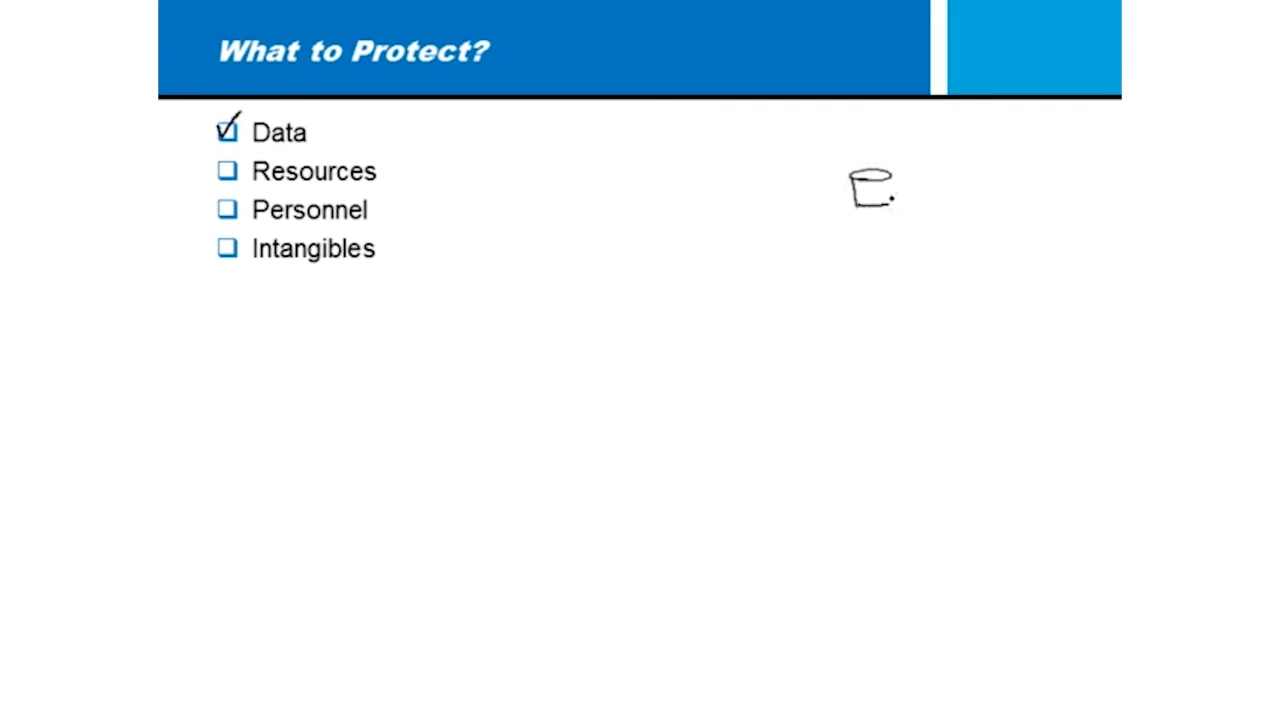 What to Protect?
Data
Resources
Personnel
Intangibles